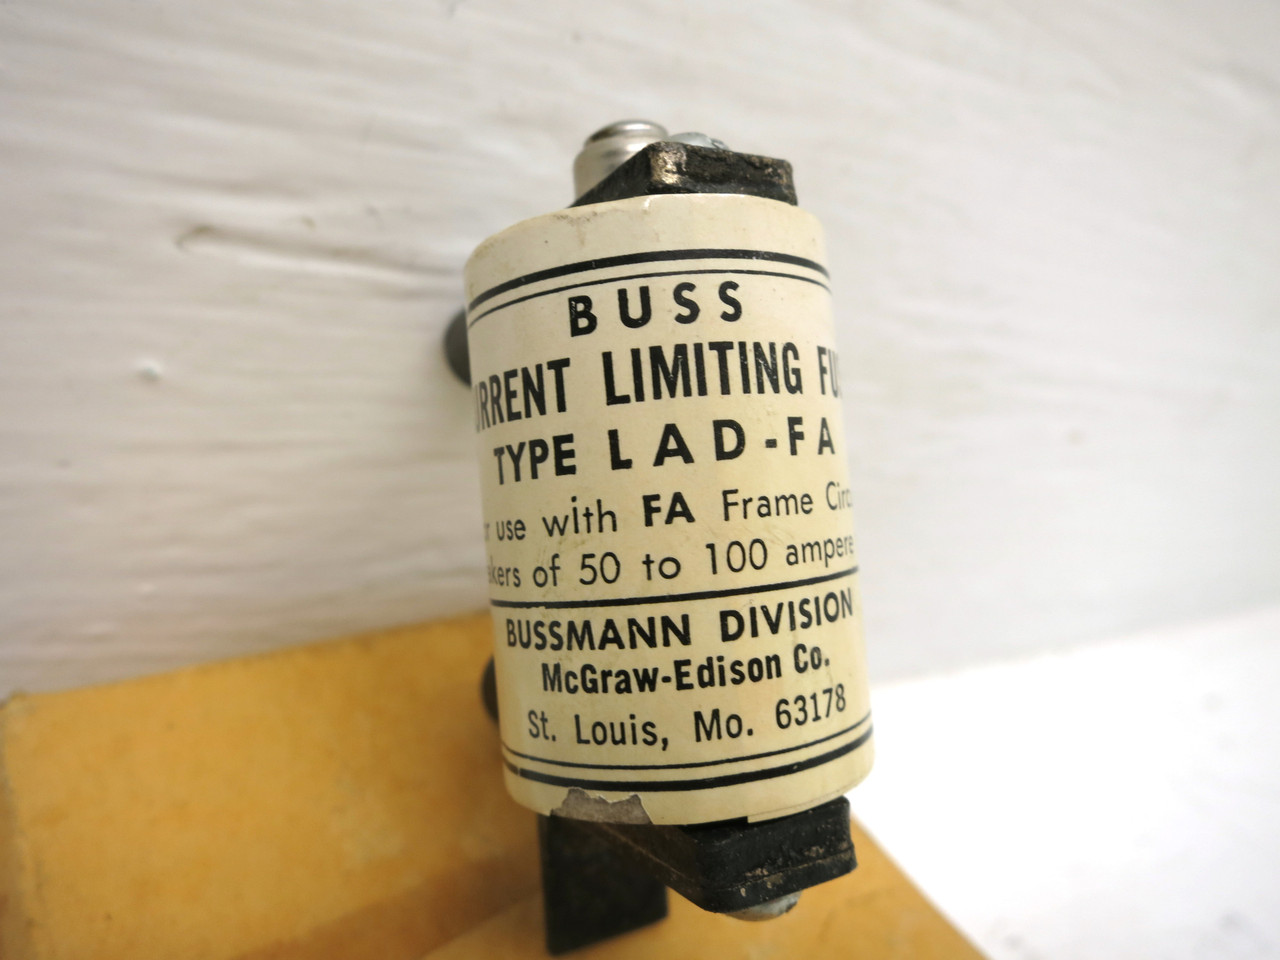 BUSS
URRENT LIMITING FU
TYPE LAD-FA
r use with FA Frame Circ
kers of 50 to 100 ampere
BUSSMANN DIVISION
McGraw-Edison Co.
St. Louis, Mo. 63178